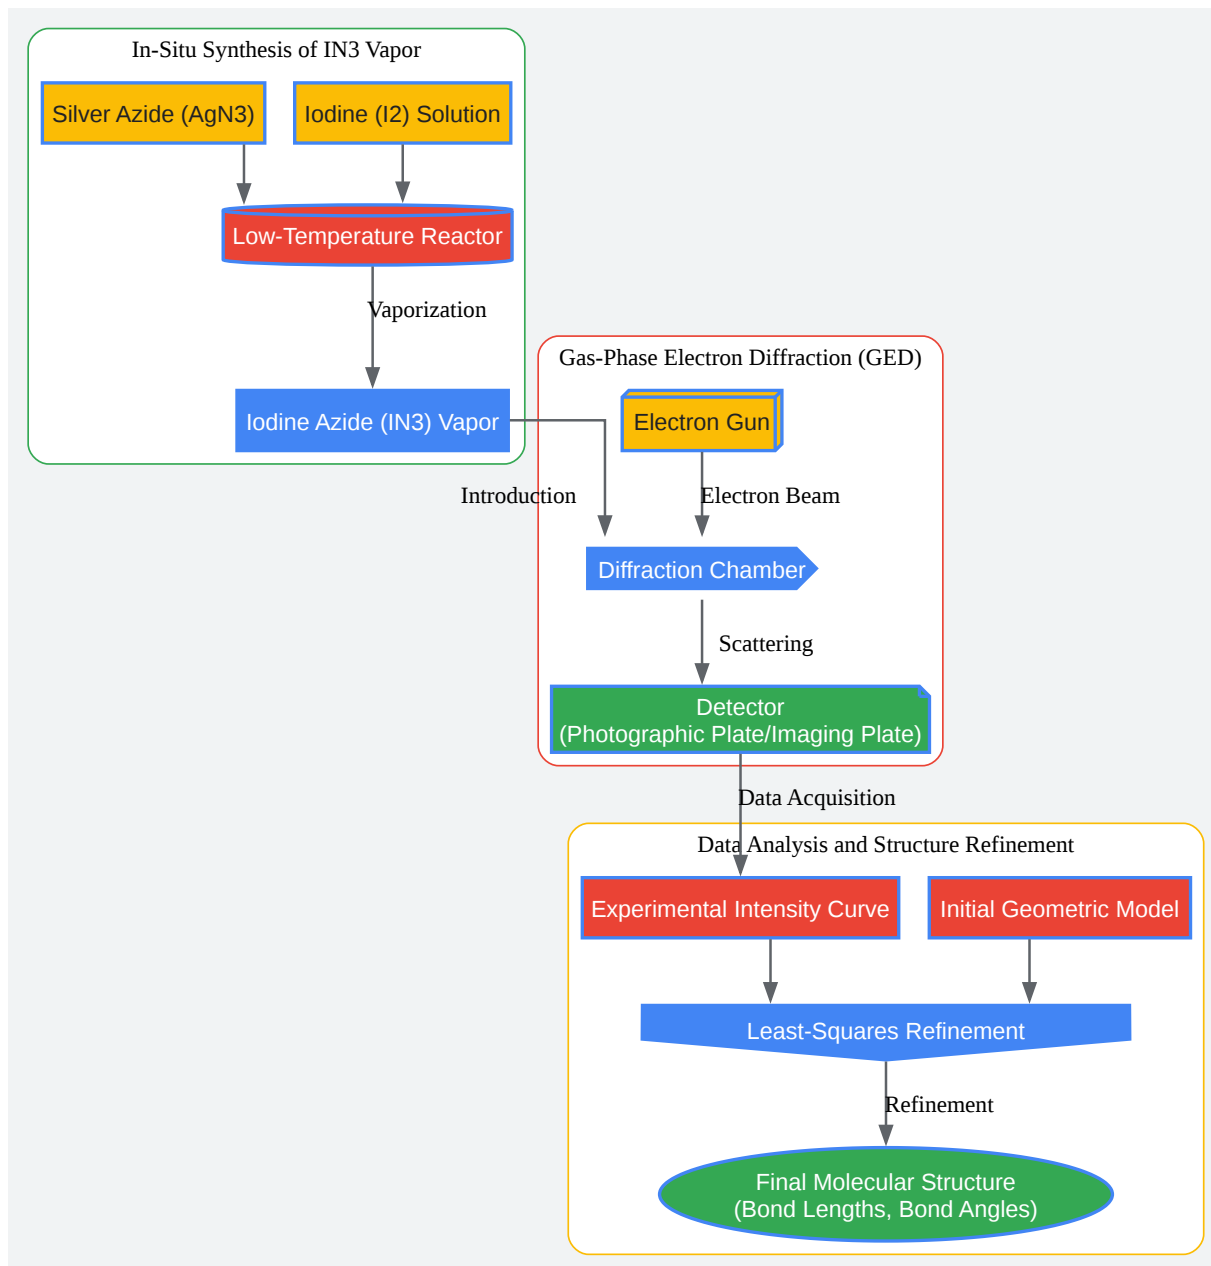 In-Situ Synthesis of IN3 Vapor
Silver Azide (AgN3)
Iodine (I2) Solution
Low-Temperature Reactor
Vaporization
Iodine Azide (IN3) Vapor
Introduction
Gas-Phase Electron Diffraction (GED)
Electron Gun
Electron Beam
Diffraction Chamber
Scattering
Detector
(Photographic Plate/Imaging Plate)
Data Acquisition
Data Analysis and Structure Refinement
Experimental Intensity Curve
Initial Geometric Model
Least-Squares Refinement
Refinement
Final Molecular Structure
(Bond Lengths, Bond Angles)